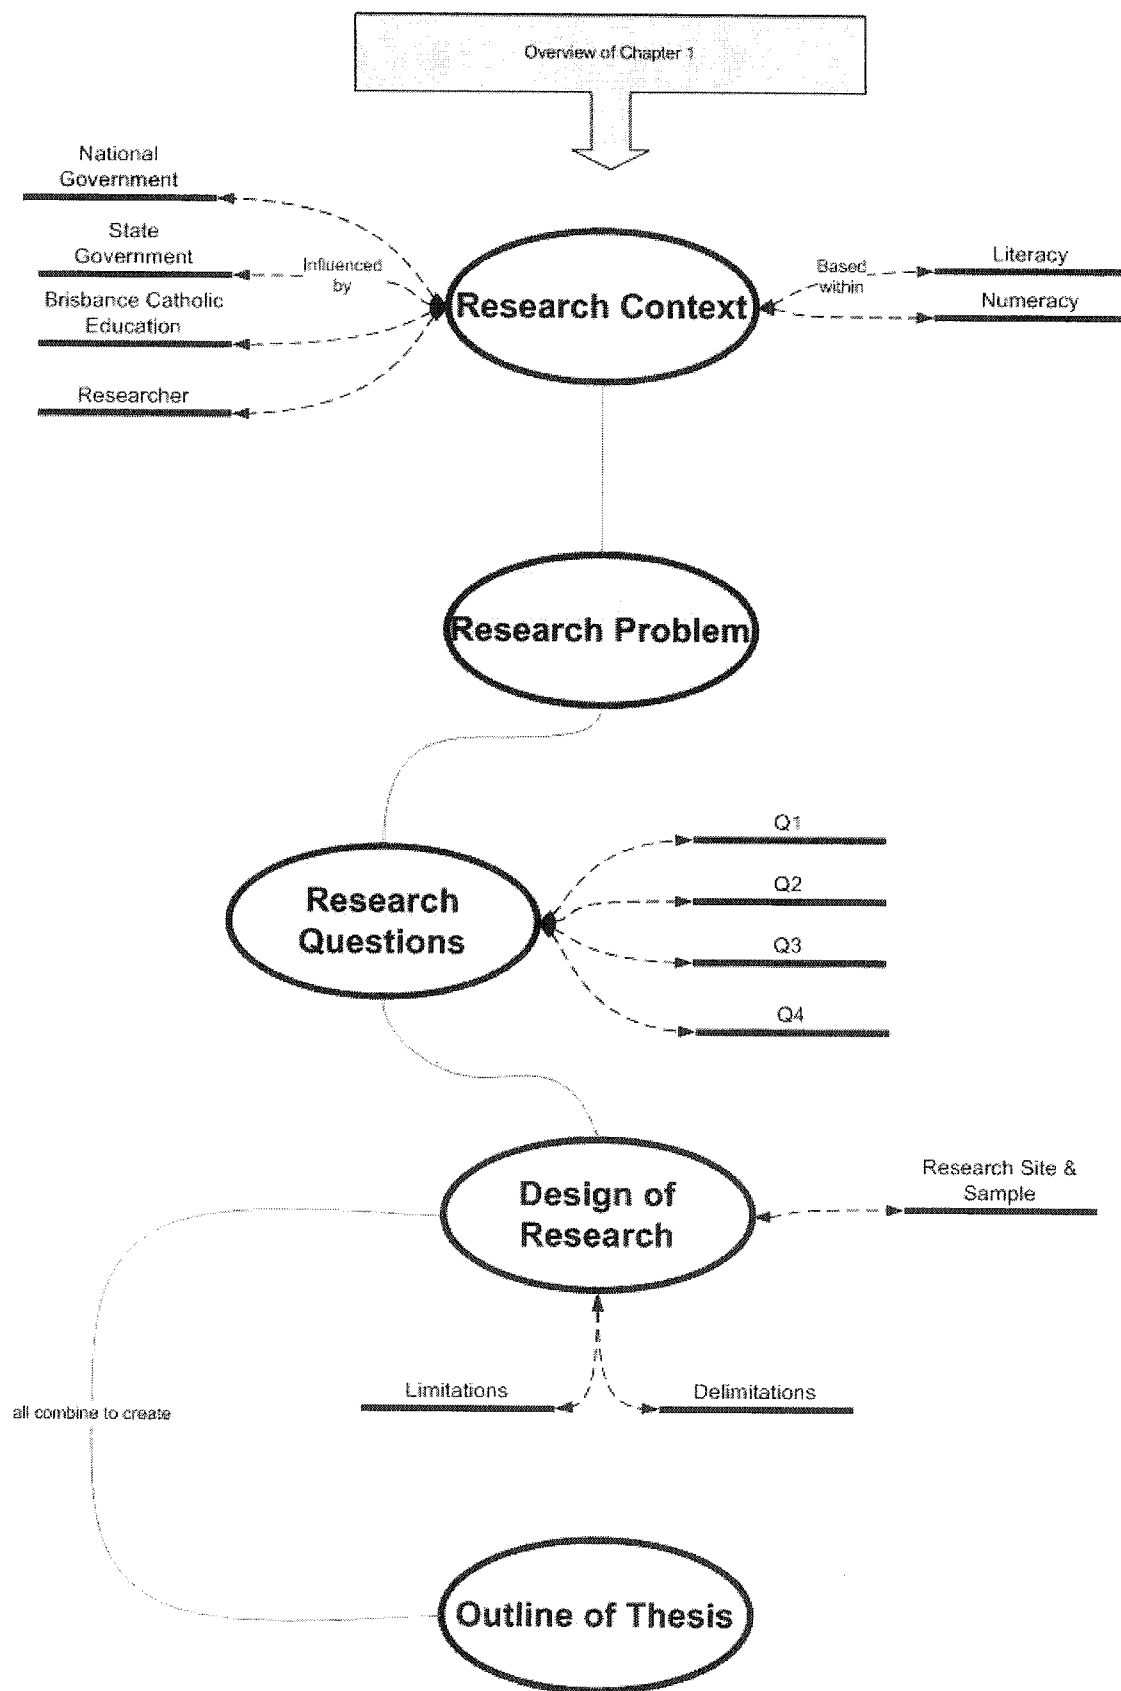 Overview of Chapter 1
National
Government
State
Government
Brisbance Catholic
Education
Researcher
Influenced
by
Research Context
Based
within
Literacy
Numeracy
Research Problem
Research
Questions
Q1
Q2
Q3
Q4
Design of
Research
Research Site &
Sample
Limitations
Delimitations
all combine to create
Outline of Thesis